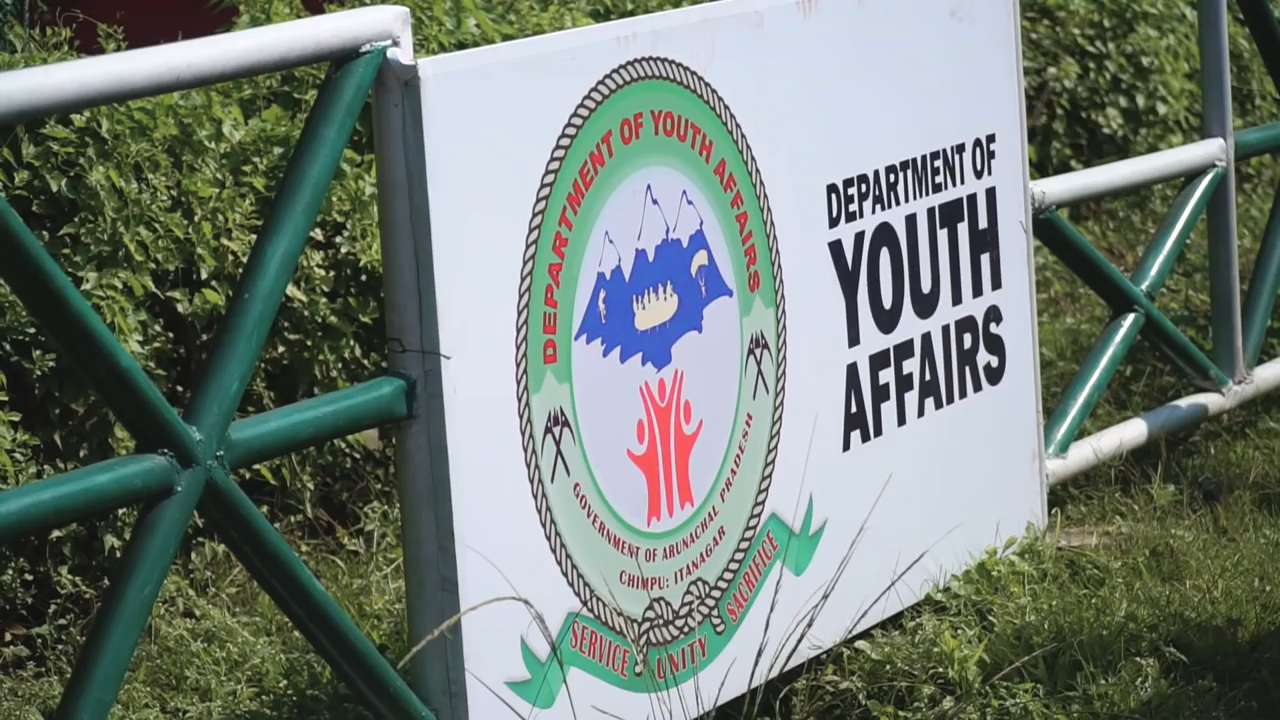 DEPARTMENT OF YOUTH AFFAIRS
GOVERNMENT OF ARUNACHAL PRADESH
CHIMPU: ITANAGAR
SERVICE UNITY SACRIFICE
DEPARTMENT OF
YOUTH
AFFAIRS